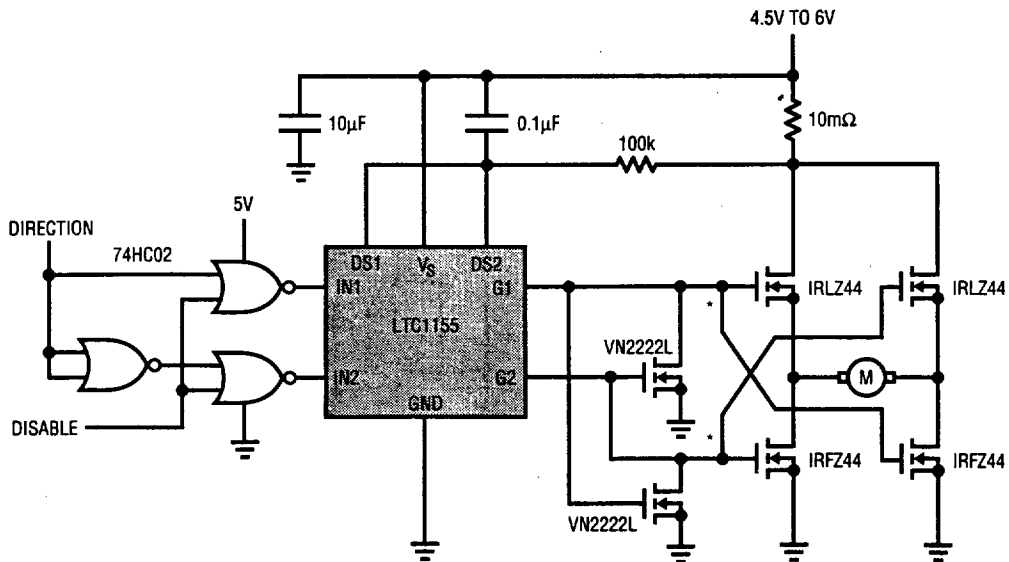 4.5V TO 6V
10μF
0.1μF
10mΩ
100k
5V
DIRECTION
74HC02
DS1
VS
DS2
IN1
G1
IRLZ44
IRLZ44
*
LTC1155
VN2222L
IN2
G2
M
GND
DISABLE
*
IRFZ44
IRFZ44
VN2222L